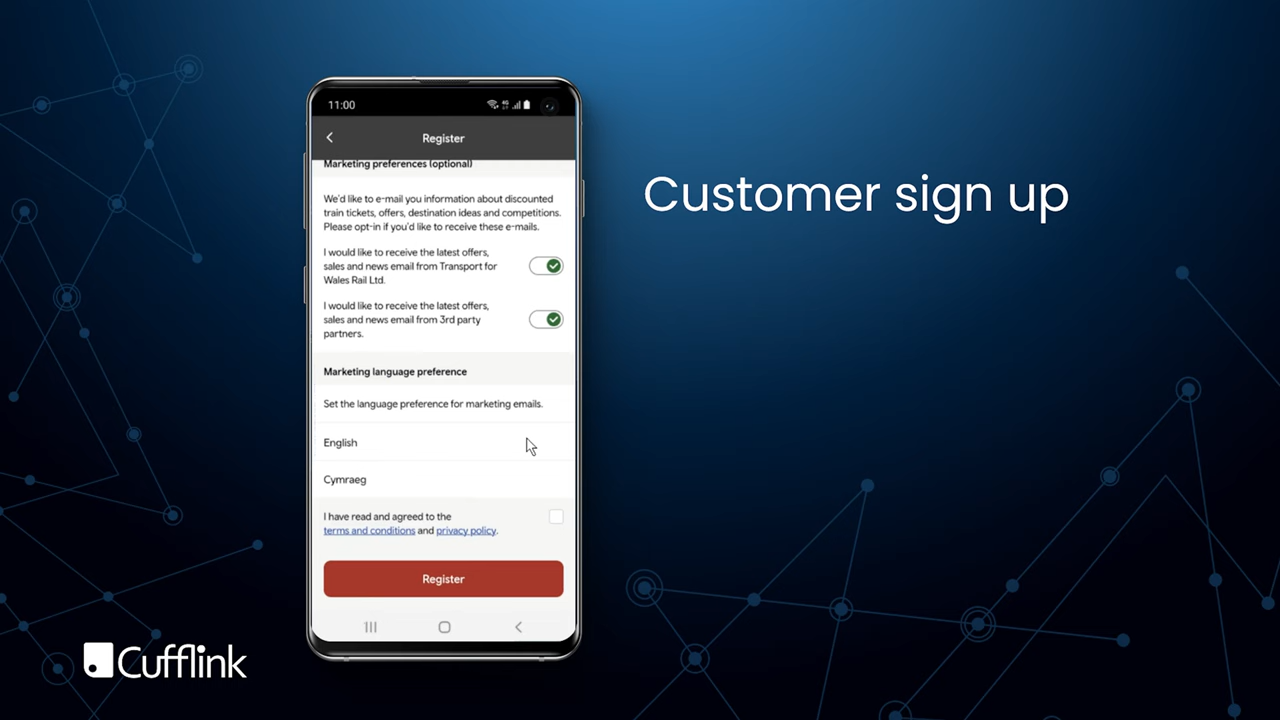 Customer sign up
11:00
Register
Marketing preferences (optional)
We'd like to e-mail you information about discounted
train tickets, offers, destination ideas and competitions.
Please opt-in if you'd like to receive these e-mails.
I would like to receive the latest offers,
sales and news email from Transport for
Wales Rail Ltd.
I would like to receive the latest offers,
sales and news email from 3rd party
partners.
Marketing language preference
Set the language preference for marketing emails.
English
Cymraeg
I have read and agreed to the
terms and conditions and privacy policy.
Register
Cufflink